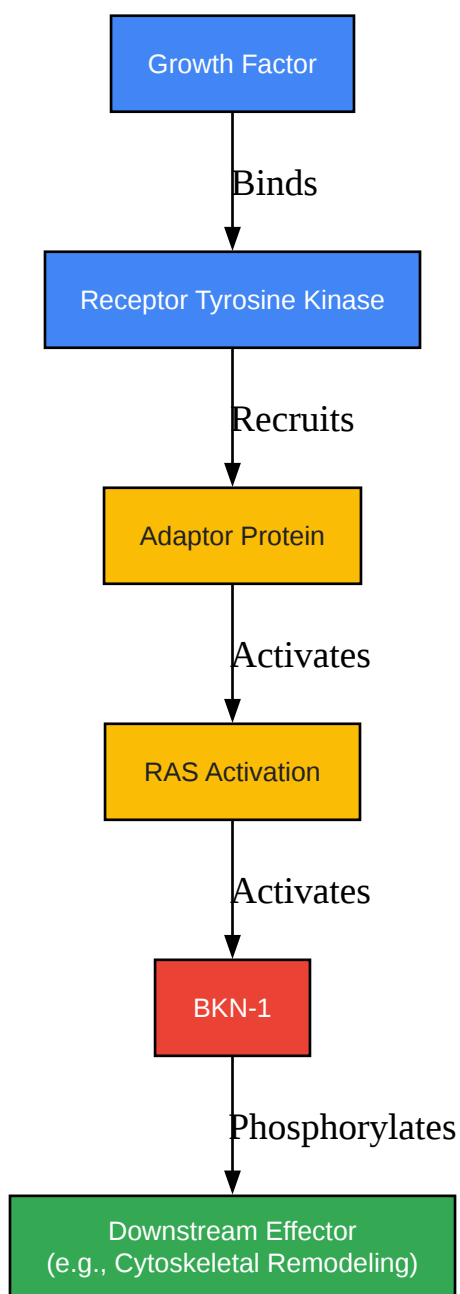 Growth Factor
Binds
Receptor Tyrosine Kinase
Recruits
Adaptor Protein
Activates
RAS Activation
Activates
BKN-1
Phosphorylates
Downstream Effector
(e.g., Cytoskeletal Remodeling)